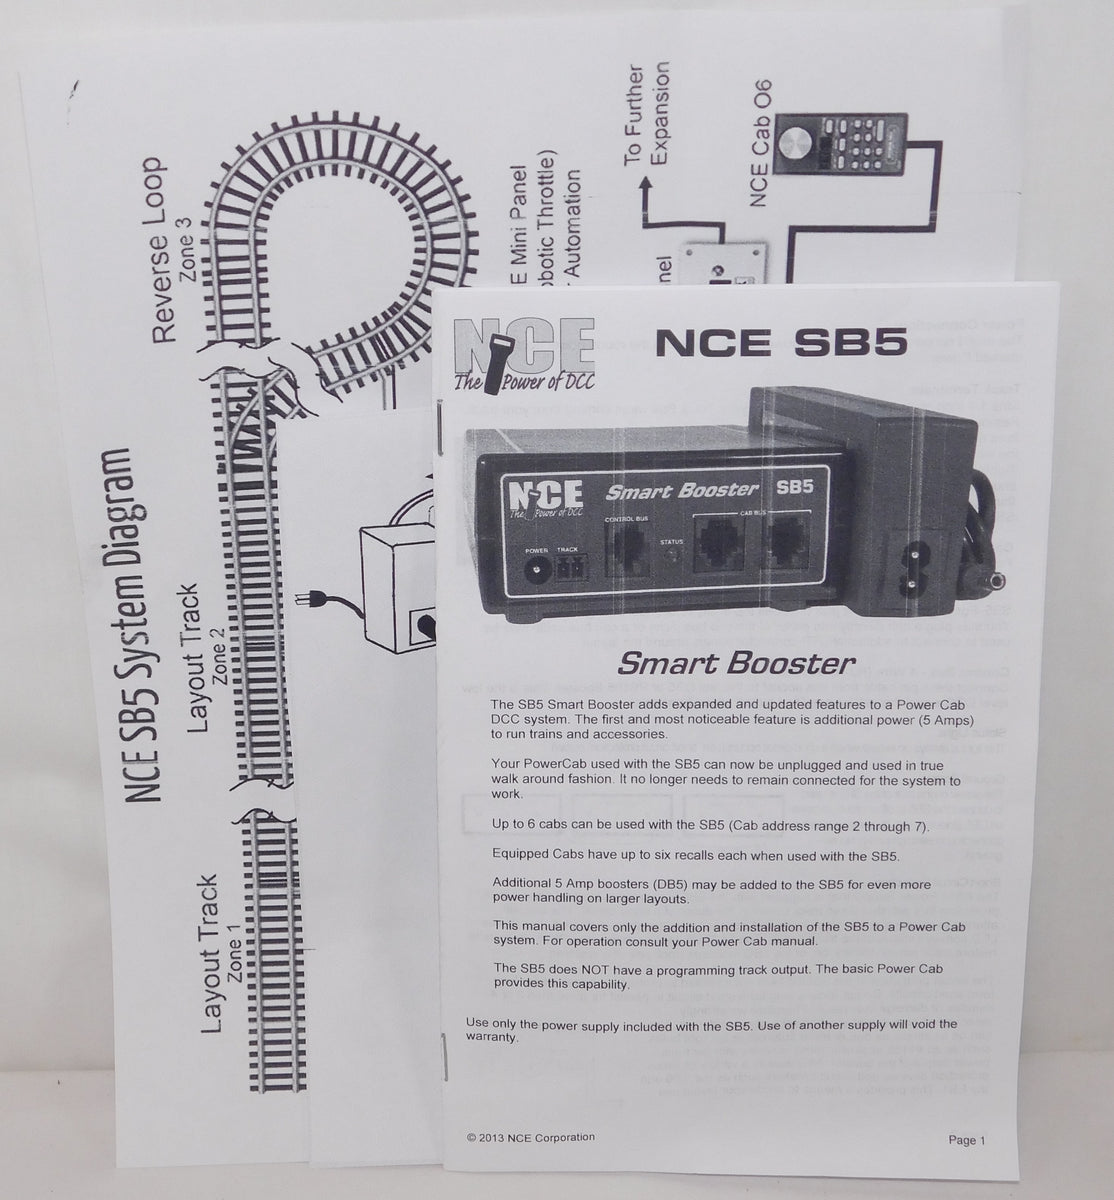 NCE SB5 System Diagram
Layout Track
Zone 1
Layout Track
Zone 2
Reverse Loop
Zone 3
E Mini Panel
botic Throttle)
Automation
To Further
Expansion
nel
NCE Cab O6
NCE
The Power of DCC
NCE SB5
NCE
The Power of DCC
Smart Booster SB5
CONTROL BUS
CAB BUS
STATUS
POWER TRACK
Smart Booster
The SB5 Smart Booster adds expanded and updated features to a Power Cab
DCC system. The first and most noticeable feature is additional power (5 Amps)
to run trains and accessories.
Your PowerCab used with the SB5 can now be unplugged and used in true
walk around fashion. It no longer needs to remain connected for the system to
work.
Up to 6 cabs can be used with the SB5 (Cab address range 2 through 7).
Equipped Cabs have up to six recalls each when used with the SB5.
Additional 5 Amp boosters (DB5) may be added to the SB5 for even more
power handling on larger layouts.
This manual covers only the addition and installation of the SB5 to a Power Cab
system. For operation consult your Power Cab manual.
The SB5 does NOT have a programming track output. The basic Power Cab
provides this capability.
Use only the power supply included with the SB5. Use of another supply will void the
warranty.
© 2013 NCE Corporation
Page 1